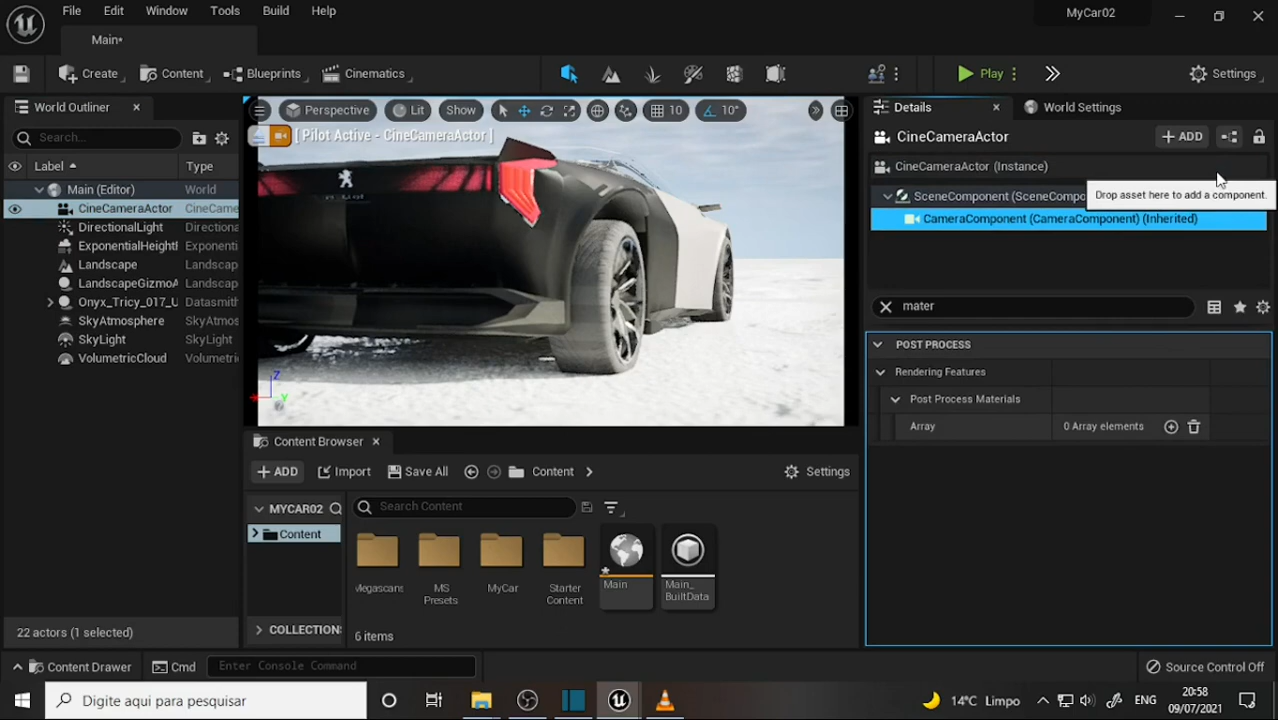 File Edit Window Tools Build Help
MyCar02
Main•
Create Content Blueprints Cinematics Play Settings
World Outliner
Search...
Label Type
Main (Editor) World
CineCameraActor CineCame
DirectionalLight Directiona
ExponentialHeightF Exponenti
Landscape Landscap
LandscapeGizmoA Landscap
Onyx_Tricy_017_U Datasmith
SkyAtmosphere SkyAtmos
SkyLight SkyLight
VolumetricCloud Volumetri
22 actors (1 selected)
Perspective Lit Show 10 10°
[ Pilot Active - CineCameraActor ]
Z
Y
Content Browser
ADD Import Save All Content Settings
MYCAR02
Search Content
Content
COLLECTIONS
Megascans
MS Presets
MyCar
Starter Content
Main
Main_BuiltData
6 items
Details World Settings
CineCameraActor
ADD
CineCameraActor (Instance)
SceneComponent (SceneCompo
Drop asset here to add a component.
CameraComponent (CameraComponent) (Inherited)
mater
POST PROCESS
Rendering Features
Post Process Materials
Array 0 Array elements
Content Drawer Cmd Enter Console Command Source Control Off
Digite aqui para pesquisar
14°C Limpo
ENG
20:58
09/07/2021